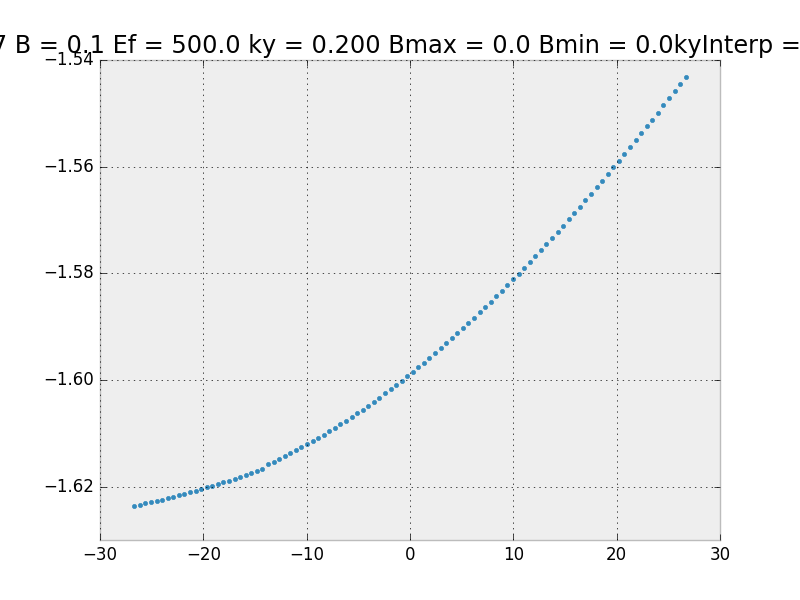 7 B = 0.1 Ef = 500.0 ky = 0.200 Bmax = 0.0 Bmin = 0.0kyInterp =
−1.54
−1.56
−1.58
−1.60
−1.62
−30 −20 −10 0 10 20 30